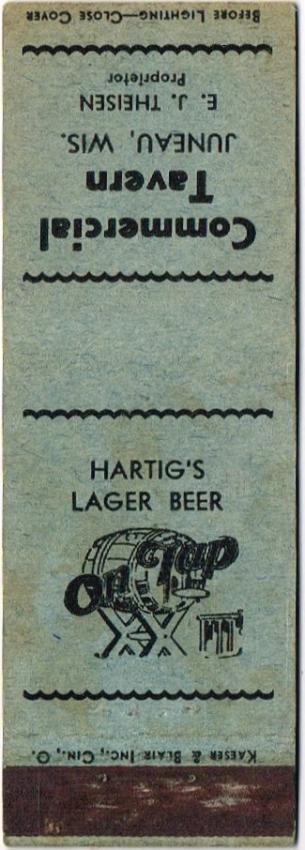 Before Lighting—Close Cover
Commercial
Tavern
JUNEAU, WIS.
E. J. THEISEN
Proprietor
HARTIG'S
LAGER BEER
On Tap
Kaeser & Blair Inc., Cin., O.